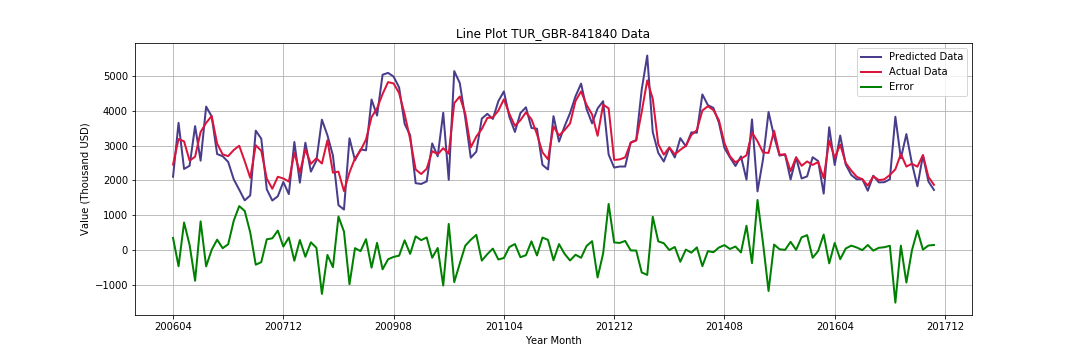 Line Plot TUR_GBR-841840 Data
Predicted Data
Actual Data
Error
Value (Thousand USD)
5000
4000
3000
2000
1000
0
−1000
200604
200712
200908
201104
201212
201408
201604
201712
Year Month